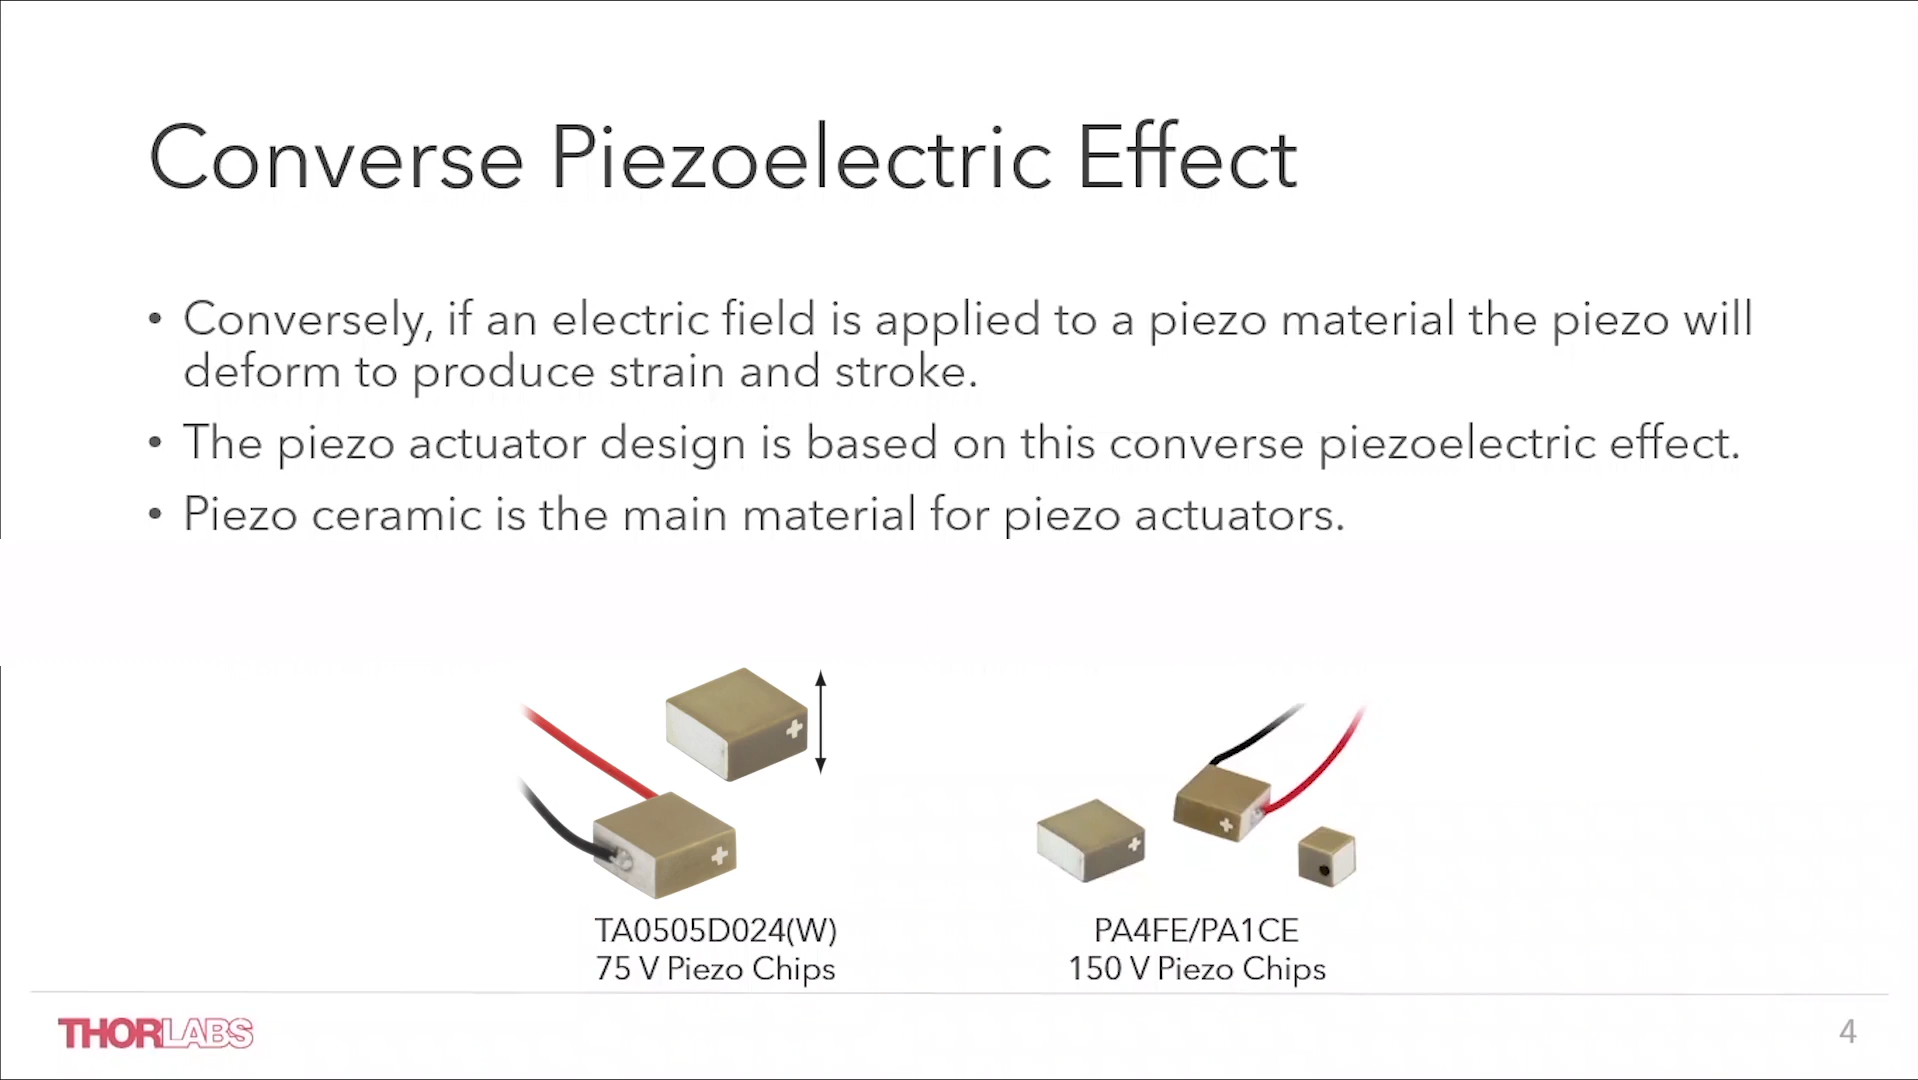 Converse Piezoelectric Effect
• Conversely, if an electric field is applied to a piezo material the piezo will
deform to produce strain and stroke.
• The piezo actuator design is based on this converse piezoelectric effect.
• Piezo ceramic is the main material for piezo actuators.
TA0505D024(W)
75 V Piezo Chips
PA4FE/PA1CE
150 V Piezo Chips
THORLABS
4